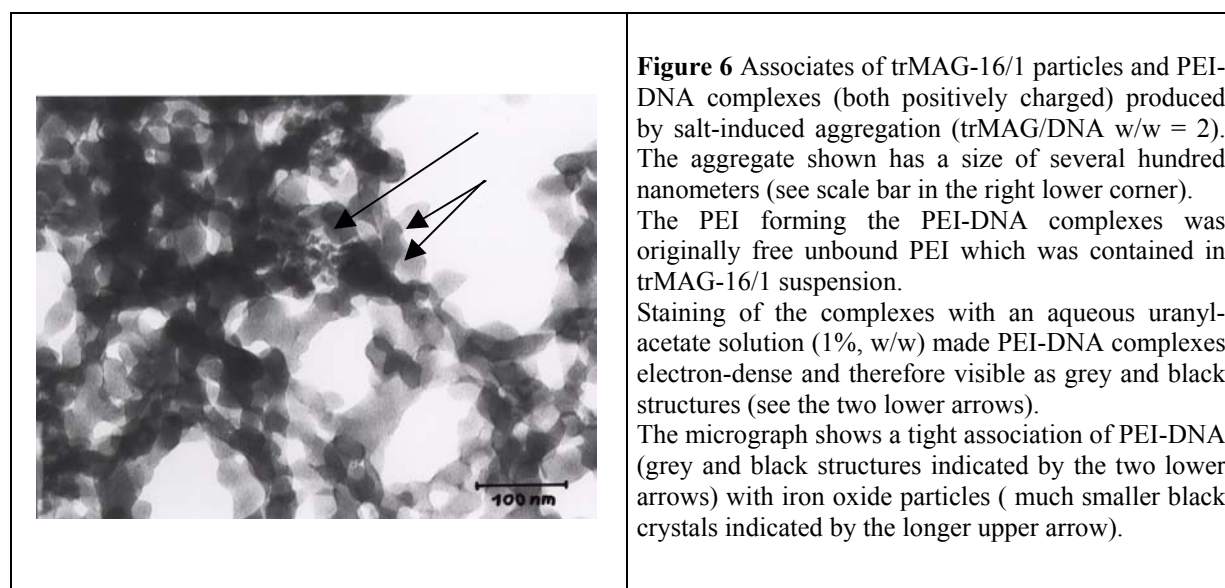 Figure 6 Associates of trMAG-16/1 particles and PEI-
DNA complexes (both positively charged) produced
by salt-induced aggregation (trMAG/DNA w/w = 2).
The aggregate shown has a size of several hundred
nanometers (see scale bar in the right lower corner).
The PEI forming the PEI-DNA complexes was
originally free unbound PEI which was contained in
trMAG-16/1 suspension.
Staining of the complexes with an aqueous uranyl-
acetate solution (1%, w/w) made PEI-DNA complexes
electron-dense and therefore visible as grey and black
structures (see the two lower arrows).
The micrograph shows a tight association of PEI-DNA
(grey and black structures indicated by the two lower
arrows) with iron oxide particles ( much smaller black
crystals indicated by the longer upper arrow).
100 nm